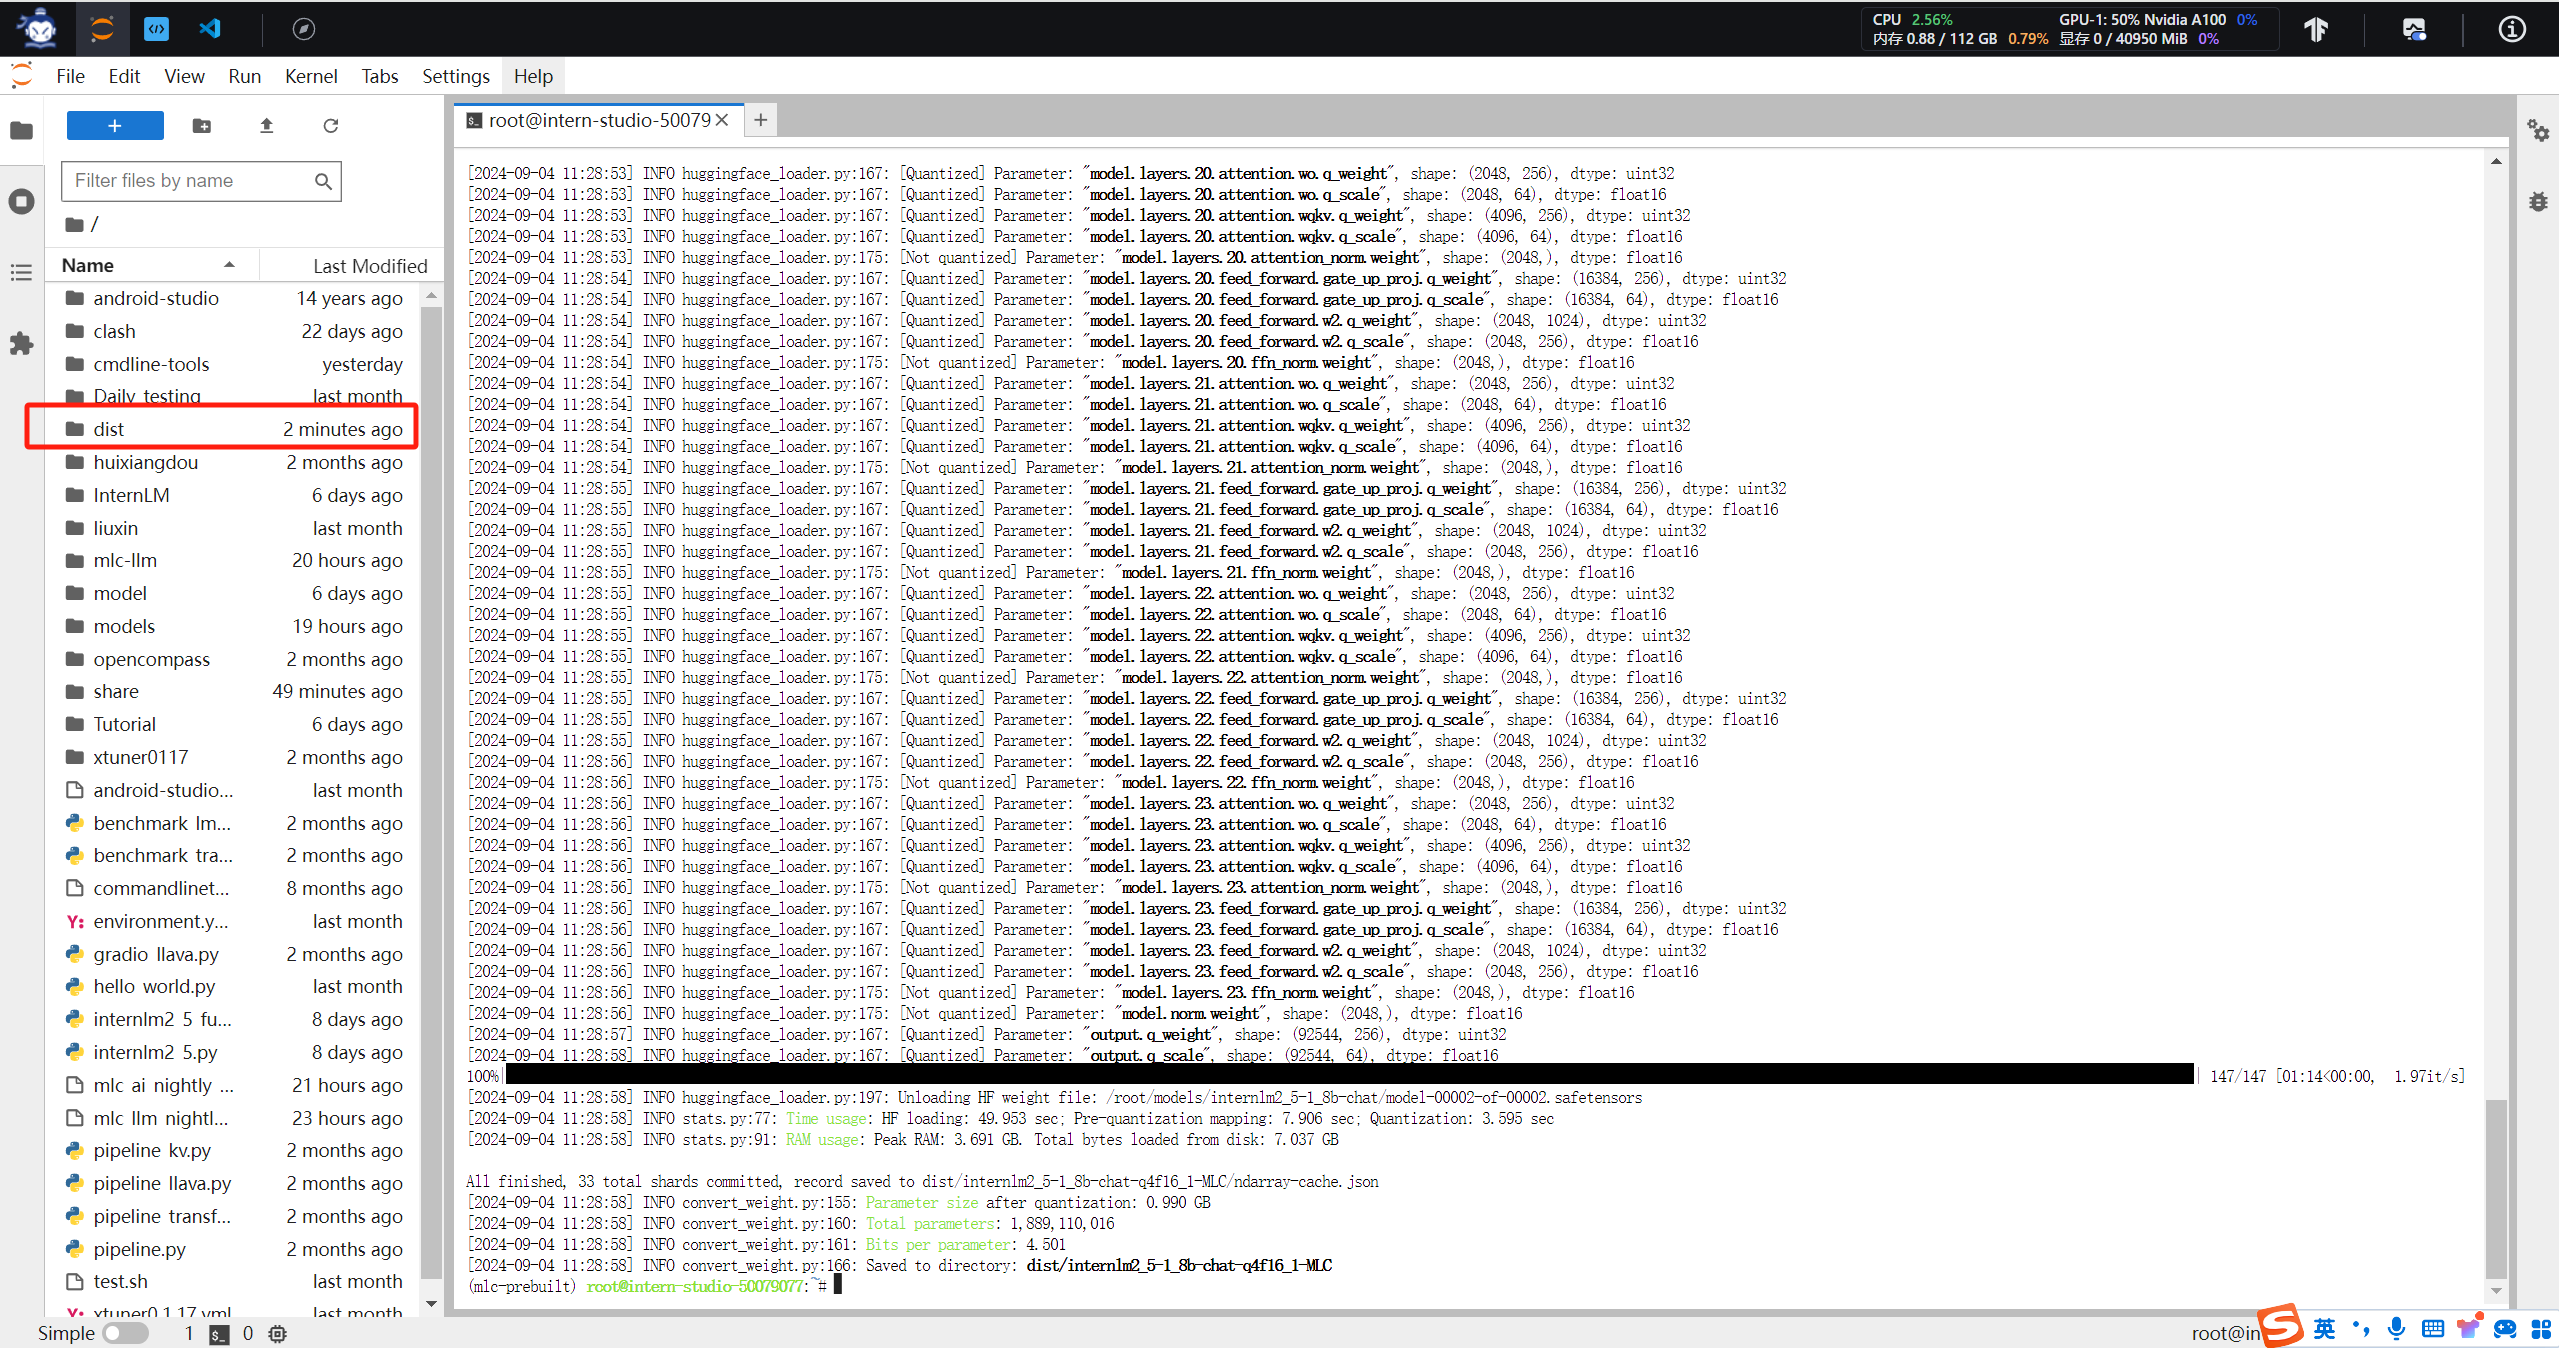 CPU 2.56% GPU-1: 50% Nvidia A100 0%
内存 0.88 / 112 GB 0.79% 显存 0 / 40950 MiB 0%
File Edit View Run Kernel Tabs Settings Help
root@intern-studio-50079
Filter files by name
/
Name Last Modified
android-studio 14 years ago
clash 22 days ago
cmdline-tools yesterday
Daily_testing last month
dist 2 minutes ago
huixiangdou 2 months ago
InternLM 6 days ago
liuxin last month
mlc-llm 20 hours ago
model 6 days ago
models 19 hours ago
opencompass 2 months ago
share 49 minutes ago
Tutorial 6 days ago
xtuner0117 2 months ago
android-studio... last month
benchmark_lm... 2 months ago
benchmark_tra... 2 months ago
commandlinet... 8 months ago
environment.y... last month
gradio_llava.py 2 months ago
hello_world.py last month
internlm2_5_fu... 8 days ago
internlm2_5.py 8 days ago
mlc_ai_nightly_... 21 hours ago
mlc_llm_nightl... 23 hours ago
pipeline_kv.py 2 months ago
pipeline_llava.py 2 months ago
pipeline_transf... 2 months ago
pipeline.py 2 months ago
test.sh last month
xtuner0.1.17.yml last month
[2024-09-04 11:28:53] INFO huggingface_loader.py:167: [Quantized] Parameter: "model.layers.20.attention.wo.q_weight", shape: (2048, 256), dtype: uint32
[2024-09-04 11:28:53] INFO huggingface_loader.py:167: [Quantized] Parameter: "model.layers.20.attention.wo.q_scale", shape: (2048, 64), dtype: float16
[2024-09-04 11:28:53] INFO huggingface_loader.py:167: [Quantized] Parameter: "model.layers.20.attention.wqkv.q_weight", shape: (4096, 256), dtype: uint32
[2024-09-04 11:28:53] INFO huggingface_loader.py:167: [Quantized] Parameter: "model.layers.20.attention.wqkv.q_scale", shape: (4096, 64), dtype: float16
[2024-09-04 11:28:53] INFO huggingface_loader.py:175: [Not quantized] Parameter: "model.layers.20.attention_norm.weight", shape: (2048,), dtype: float16
[2024-09-04 11:28:54] INFO huggingface_loader.py:167: [Quantized] Parameter: "model.layers.20.feed_forward.gate_up_proj.q_weight", shape: (16384, 256), dtype: uint32
[2024-09-04 11:28:54] INFO huggingface_loader.py:167: [Quantized] Parameter: "model.layers.20.feed_forward.gate_up_proj.q_scale", shape: (16384, 64), dtype: float16
[2024-09-04 11:28:54] INFO huggingface_loader.py:167: [Quantized] Parameter: "model.layers.20.feed_forward.w2.q_weight", shape: (2048, 1024), dtype: uint32
[2024-09-04 11:28:54] INFO huggingface_loader.py:167: [Quantized] Parameter: "model.layers.20.feed_forward.w2.q_scale", shape: (2048, 256), dtype: float16
[2024-09-04 11:28:54] INFO huggingface_loader.py:175: [Not quantized] Parameter: "model.layers.20.ffn_norm.weight", shape: (2048,), dtype: float16
[2024-09-04 11:28:54] INFO huggingface_loader.py:167: [Quantized] Parameter: "model.layers.21.attention.wo.q_weight", shape: (2048, 256), dtype: uint32
[2024-09-04 11:28:54] INFO huggingface_loader.py:167: [Quantized] Parameter: "model.layers.21.attention.wo.q_scale", shape: (2048, 64), dtype: float16
[2024-09-04 11:28:54] INFO huggingface_loader.py:167: [Quantized] Parameter: "model.layers.21.attention.wqkv.q_weight", shape: (4096, 256), dtype: uint32
[2024-09-04 11:28:54] INFO huggingface_loader.py:167: [Quantized] Parameter: "model.layers.21.attention.wqkv.q_scale", shape: (4096, 64), dtype: float16
[2024-09-04 11:28:54] INFO huggingface_loader.py:175: [Not quantized] Parameter: "model.layers.21.attention_norm.weight", shape: (2048,), dtype: float16
[2024-09-04 11:28:55] INFO huggingface_loader.py:167: [Quantized] Parameter: "model.layers.21.feed_forward.gate_up_proj.q_weight", shape: (16384, 256), dtype: uint32
[2024-09-04 11:28:55] INFO huggingface_loader.py:167: [Quantized] Parameter: "model.layers.21.feed_forward.gate_up_proj.q_scale", shape: (16384, 64), dtype: float16
[2024-09-04 11:28:55] INFO huggingface_loader.py:167: [Quantized] Parameter: "model.layers.21.feed_forward.w2.q_weight", shape: (2048, 1024), dtype: uint32
[2024-09-04 11:28:55] INFO huggingface_loader.py:167: [Quantized] Parameter: "model.layers.21.feed_forward.w2.q_scale", shape: (2048, 256), dtype: float16
[2024-09-04 11:28:55] INFO huggingface_loader.py:175: [Not quantized] Parameter: "model.layers.21.ffn_norm.weight", shape: (2048,), dtype: float16
[2024-09-04 11:28:55] INFO huggingface_loader.py:167: [Quantized] Parameter: "model.layers.22.attention.wo.q_weight", shape: (2048, 256), dtype: uint32
[2024-09-04 11:28:55] INFO huggingface_loader.py:167: [Quantized] Parameter: "model.layers.22.attention.wo.q_scale", shape: (2048, 64), dtype: float16
[2024-09-04 11:28:55] INFO huggingface_loader.py:167: [Quantized] Parameter: "model.layers.22.attention.wqkv.q_weight", shape: (4096, 256), dtype: uint32
[2024-09-04 11:28:55] INFO huggingface_loader.py:167: [Quantized] Parameter: "model.layers.22.attention.wqkv.q_scale", shape: (4096, 64), dtype: float16
[2024-09-04 11:28:55] INFO huggingface_loader.py:175: [Not quantized] Parameter: "model.layers.22.attention_norm.weight", shape: (2048,), dtype: float16
[2024-09-04 11:28:55] INFO huggingface_loader.py:167: [Quantized] Parameter: "model.layers.22.feed_forward.gate_up_proj.q_weight", shape: (16384, 256), dtype: uint32
[2024-09-04 11:28:55] INFO huggingface_loader.py:167: [Quantized] Parameter: "model.layers.22.feed_forward.gate_up_proj.q_scale", shape: (16384, 64), dtype: float16
[2024-09-04 11:28:55] INFO huggingface_loader.py:167: [Quantized] Parameter: "model.layers.22.feed_forward.w2.q_weight", shape: (2048, 1024), dtype: uint32
[2024-09-04 11:28:56] INFO huggingface_loader.py:167: [Quantized] Parameter: "model.layers.22.feed_forward.w2.q_scale", shape: (2048, 256), dtype: float16
[2024-09-04 11:28:56] INFO huggingface_loader.py:175: [Not quantized] Parameter: "model.layers.22.ffn_norm.weight", shape: (2048,), dtype: float16
[2024-09-04 11:28:56] INFO huggingface_loader.py:167: [Quantized] Parameter: "model.layers.23.attention.wo.q_weight", shape: (2048, 256), dtype: uint32
[2024-09-04 11:28:56] INFO huggingface_loader.py:167: [Quantized] Parameter: "model.layers.23.attention.wo.q_scale", shape: (2048, 64), dtype: float16
[2024-09-04 11:28:56] INFO huggingface_loader.py:167: [Quantized] Parameter: "model.layers.23.attention.wqkv.q_weight", shape: (4096, 256), dtype: uint32
[2024-09-04 11:28:56] INFO huggingface_loader.py:167: [Quantized] Parameter: "model.layers.23.attention.wqkv.q_scale", shape: (4096, 64), dtype: float16
[2024-09-04 11:28:56] INFO huggingface_loader.py:175: [Not quantized] Parameter: "model.layers.23.attention_norm.weight", shape: (2048,), dtype: float16
[2024-09-04 11:28:56] INFO huggingface_loader.py:167: [Quantized] Parameter: "model.layers.23.feed_forward.gate_up_proj.q_weight", shape: (16384, 256), dtype: uint32
[2024-09-04 11:28:56] INFO huggingface_loader.py:167: [Quantized] Parameter: "model.layers.23.feed_forward.gate_up_proj.q_scale", shape: (16384, 64), dtype: float16
[2024-09-04 11:28:56] INFO huggingface_loader.py:167: [Quantized] Parameter: "model.layers.23.feed_forward.w2.q_weight", shape: (2048, 1024), dtype: uint32
[2024-09-04 11:28:56] INFO huggingface_loader.py:167: [Quantized] Parameter: "model.layers.23.feed_forward.w2.q_scale", shape: (2048, 256), dtype: float16
[2024-09-04 11:28:56] INFO huggingface_loader.py:175: [Not quantized] Parameter: "model.layers.23.ffn_norm.weight", shape: (2048,), dtype: float16
[2024-09-04 11:28:56] INFO huggingface_loader.py:175: [Not quantized] Parameter: "model.norm.weight", shape: (2048,), dtype: float16
[2024-09-04 11:28:57] INFO huggingface_loader.py:167: [Quantized] Parameter: "output.q_weight", shape: (92544, 256), dtype: uint32
[2024-09-04 11:28:58] INFO huggingface_loader.py:167: [Quantized] Parameter: "output.q_scale", shape: (92544, 64), dtype: float16
100%| | 147/147 [01:14<00:00, 1.97it/s]
[2024-09-04 11:28:58] INFO huggingface_loader.py:197: Unloading HF weight file: /root/models/internlm2_5-1_8b-chat/model-00002-of-00002.safetensors
[2024-09-04 11:28:58] INFO stats.py:77: Time usage: HF loading: 49.953 sec; Pre-quantization mapping: 7.906 sec; Quantization: 3.595 sec
[2024-09-04 11:28:58] INFO stats.py:91: RAM usage: Peak RAM: 3.691 GB. Total bytes loaded from disk: 7.037 GB
All finished, 33 total shards committed, record saved to dist/internlm2_5-1_8b-chat-q4f16_1-MLC/ndarray-cache.json
[2024-09-04 11:28:58] INFO convert_weight.py:155: Parameter size after quantization: 0.990 GB
[2024-09-04 11:28:58] INFO convert_weight.py:160: Total parameters: 1,889,110,016
[2024-09-04 11:28:58] INFO convert_weight.py:161: Bits per parameter: 4.501
[2024-09-04 11:28:58] INFO convert_weight.py:166: Saved to directory: dist/internlm2_5-1_8b-chat-q4f16_1-MLC
(mlc-prebuilt) root@intern-studio-50079077:~#
Simple 1 0 root@in
英